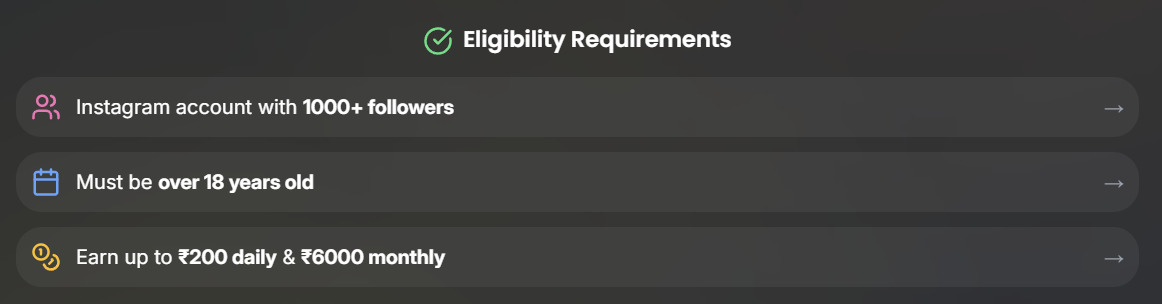 Eligibility Requirements
Instagram account with 1000+ followers →
Must be over 18 years old →
Earn up to ₹200 daily & ₹6000 monthly →